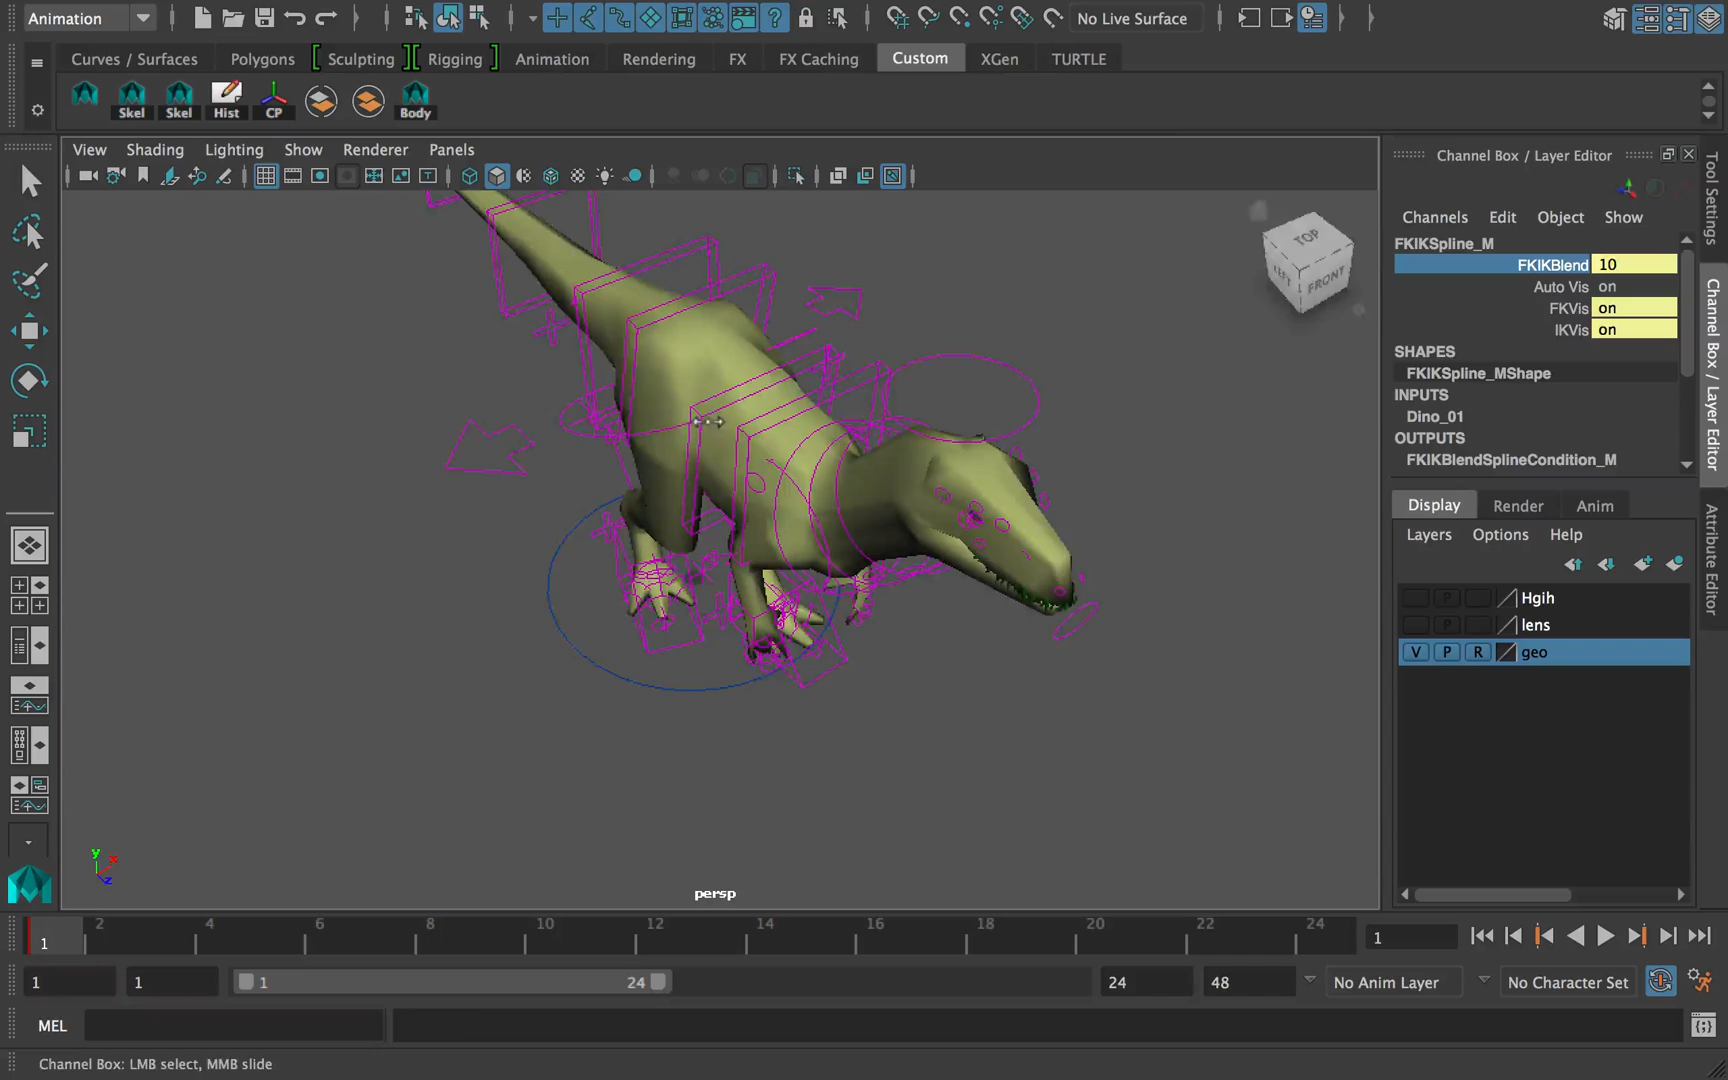 Animation
No Live Surface
Curves / Surfaces Polygons Sculpting Rigging Animation Rendering FX FX Caching Custom XGen TURTLE
Skel Skel Hist CP Body
View Shading Lighting Show Renderer Panels
TOP
LEFT FRONT
persp
y x z
Channel Box / Layer Editor
Channels Edit Object Show
FKIKSpline_M
FKIKBlend 10
Auto Vis on
FKVis on
IKVis on
SHAPES
FKIKSpline_MShape
INPUTS
Dino_01
OUTPUTS
FKIKBlendSplineCondition_M
Display Render Anim
Layers Options Help
P Hgih
P lens
V P R geo
Tool Settings
Channel Box / Layer Editor
Attribute Editor
2 4 6 8 10 12 14 16 18 20 22 24
1
1
1 1 1 24 24 48 No Anim Layer No Character Set
MEL
Channel Box: LMB select, MMB slide